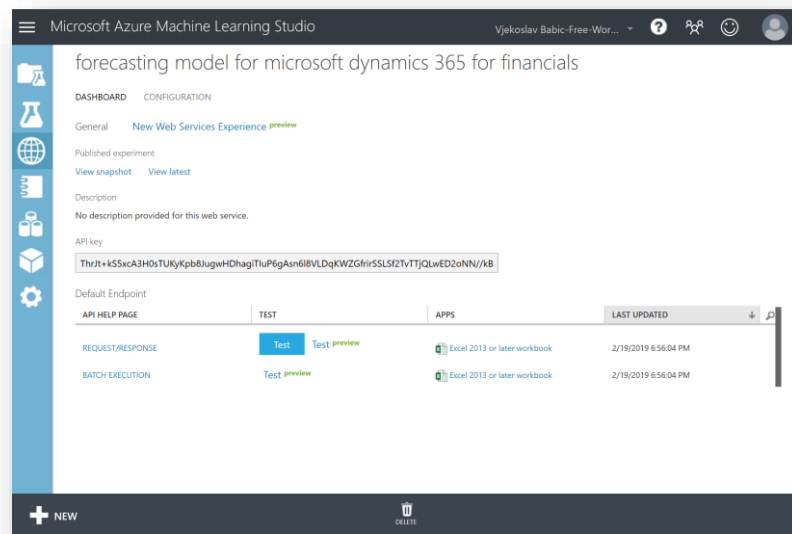 Microsoft Azure Machine Learning Studio
Vjekoslav Babic-Free-Wor...
forecasting model for microsoft dynamics 365 for financials
DASHBOARD CONFIGURATION
General New Web Services Experience preview
Published experiment
View snapshot View latest
Description
No description provided for this web service.
API key
ThrJt+kS5xcA3H0sTUKyKpb8JugwHDhagiTIuP6gAsn6l8VLDqKWZGfrirSSLSf2TvTTjQLwED2oNN//kB
Default Endpoint
API HELP PAGE TEST APPS LAST UPDATED
REQUEST/RESPONSE Test Test preview Excel 2013 or later workbook 2/19/2019 6:56:04 PM
BATCH EXECUTION Test preview Excel 2013 or later workbook 2/19/2019 6:56:04 PM
NEW
DELETE